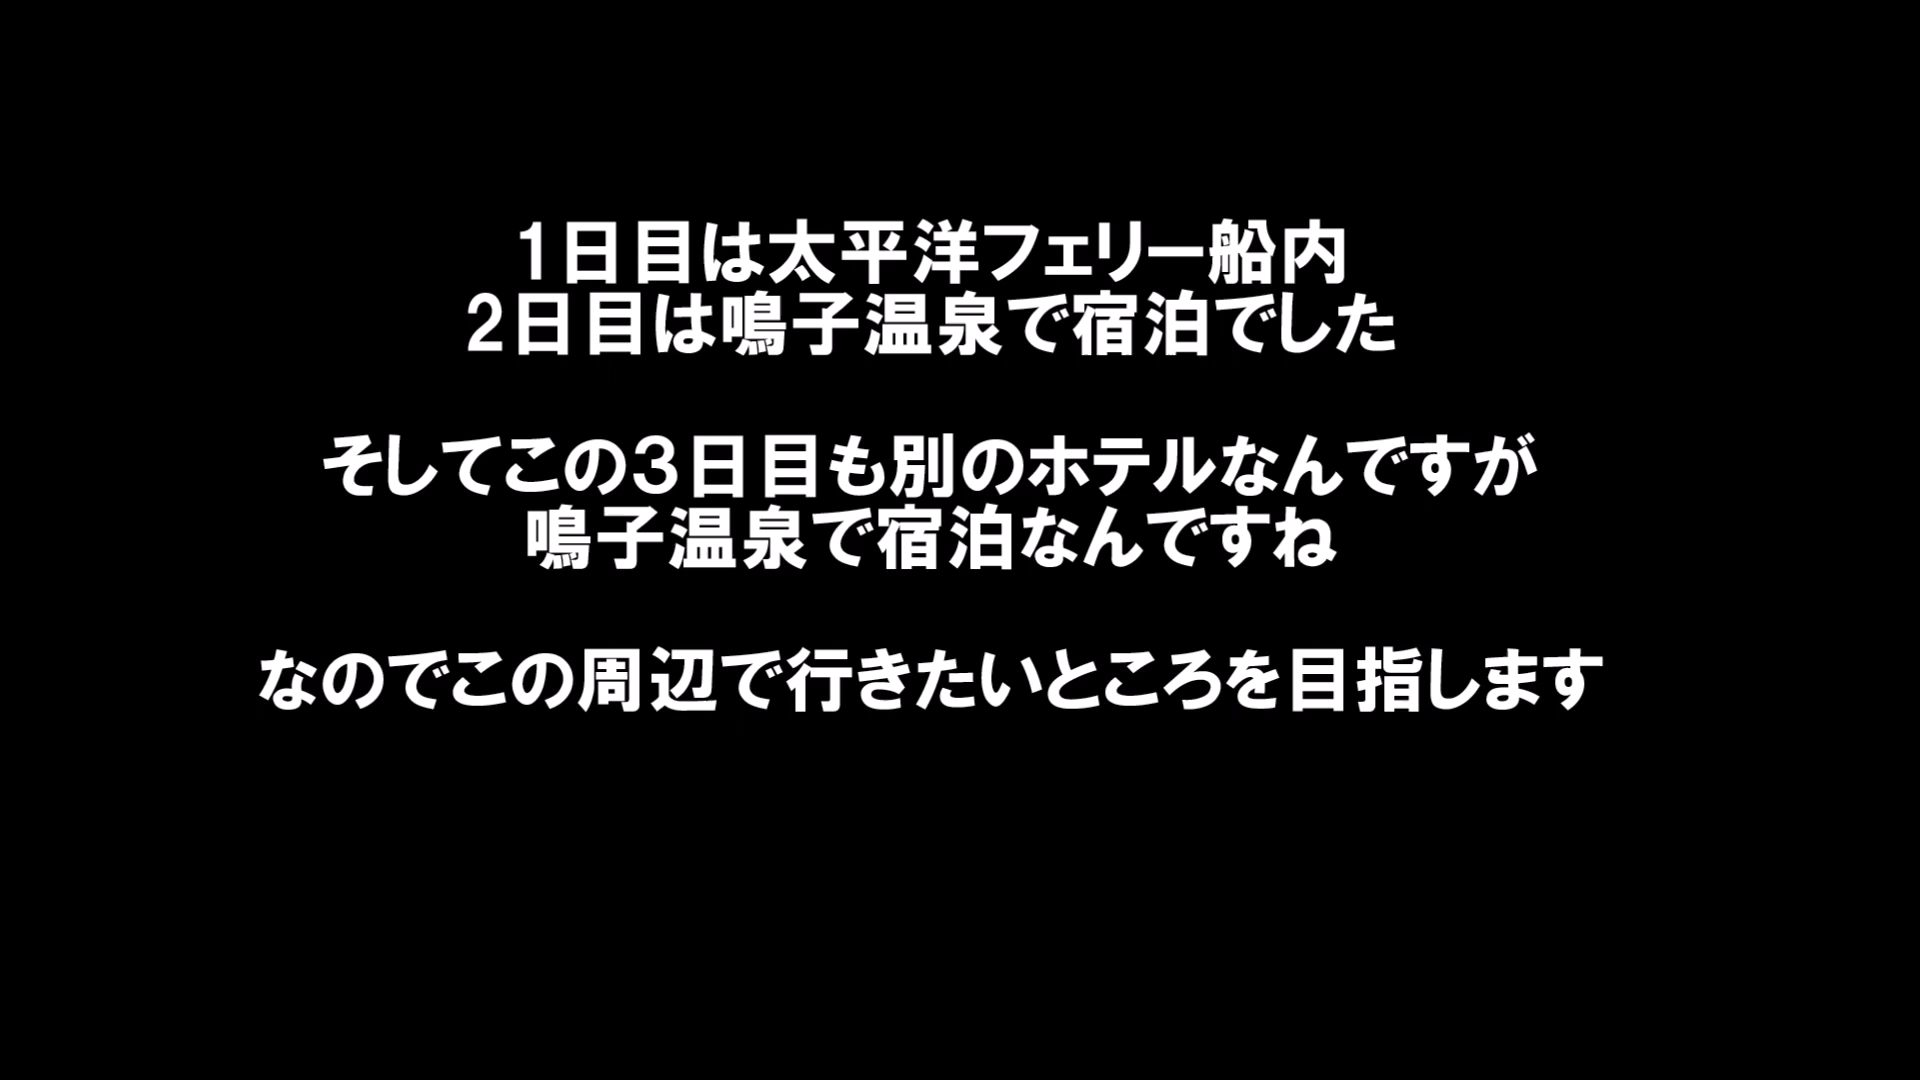 1日目は太平洋フェリー船内
2日目は鳴子温泉で宿泊でした
そしてこの３日目も別のホテルなんですが
鳴子温泉で宿泊なんですね
なのでこの周辺で行きたいところを目指します